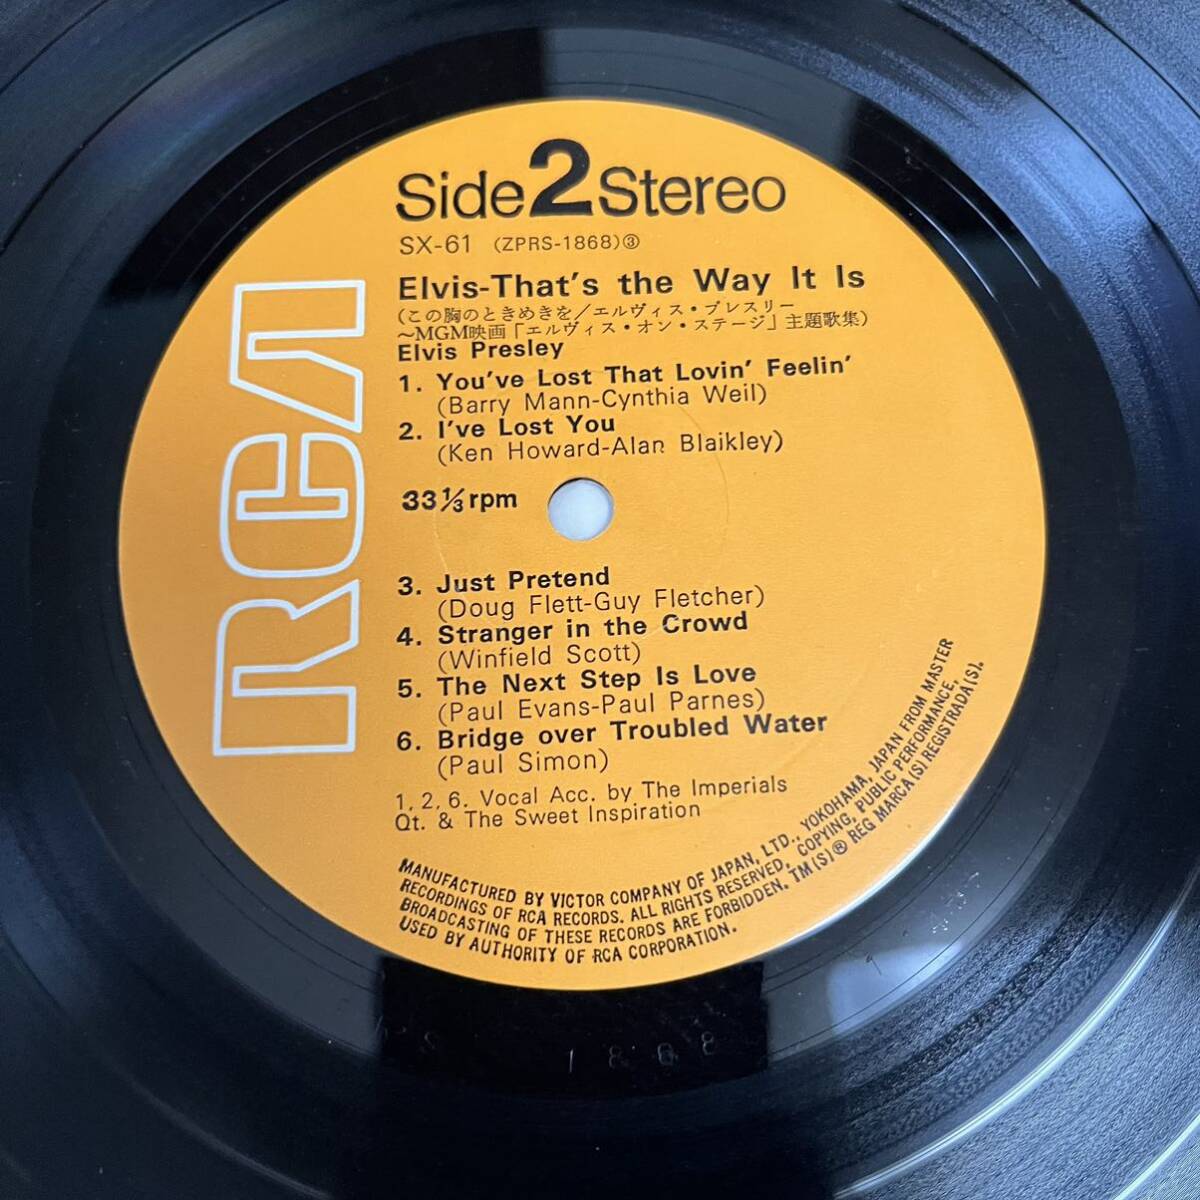 Side 2 Stereo
SX-61 (ZPRS-1868)③
Elvis-That's the Way It Is
(この胸のときめきを/エルヴィス・プレスリー
〜MGM映画「エルヴィス・オン・ステージ」主題歌集)
Elvis Presley
1. You've Lost That Lovin' Feelin'
(Barry Mann-Cynthia Weil)
2. I've Lost You
(Ken Howard-Alan Blaikley)
33⅓rpm
3. Just Pretend
(Doug Flett-Guy Fletcher)
4. Stranger in the Crowd
(Winfield Scott)
5. The Next Step Is Love
(Paul Evans-Paul Parnes)
6. Bridge over Troubled Water
(Paul Simon)
1, 2, 6. Vocal Acc. by The Imperials
Qt. & The Sweet Inspiration
MANUFACTURED BY VICTOR COMPANY OF JAPAN, LTD., YOKOHAMA, JAPAN FROM MASTER
RECORDINGS OF RCA RECORDS. ALL RIGHTS RESERVED, COPYING, PUBLIC PERFORMANCE,
BROADCASTING OF THESE RECORDS ARE FORBIDDEN. TM(S)® REG MARCA(S) REGISTRADA(S).
USED BY AUTHORITY OF RCA CORPORATION.
RCA
1868